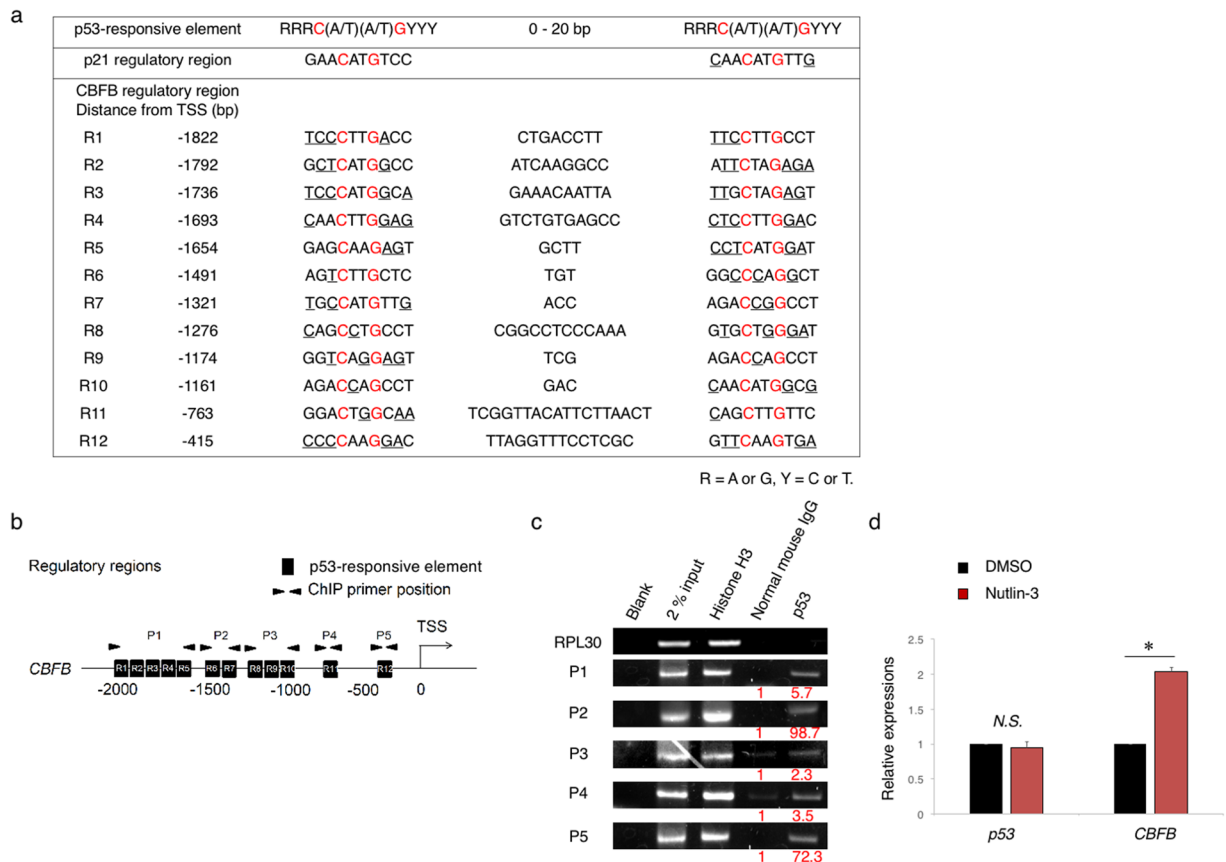 a
p53-responsive element RRRC(A/T)(A/T)GYYY 0 - 20 bp RRRC(A/T)(A/T)GYYY
p21 regulatory region GAACATGTCC CAACATGTTG
CBFB regulatory region
Distance from TSS (bp)
R1 -1822 TCCCTTGACC CTGACCTT TTCCTTGCCT
R2 -1792 GCTCATGGCC ATCAAGGCC ATTCTAGAGA
R3 -1736 TCCCATGGCA GAAACAATTA TTGCTAGAGT
R4 -1693 CAACTTGGAG GTCTGTGAGCC CTCCTTGGAC
R5 -1654 GAGCAAGAGT GCTT CCTCATGGAT
R6 -1491 AGTCTTGCTC TGT GGCCCAGGCT
R7 -1321 TGCCATGTTG ACC AGACCGGCCT
R8 -1276 CAGCCTGCCT CGGCCTCCCAAA GTGCTGGGAT
R9 -1174 GGTCAGGAGT TCG AGACCAGCCT
R10 -1161 AGACCAGCCT GAC CAACATGGCG
R11 -763 GGACTGGCAA TCGGTTACATTCTTAACT CAGCTTGTTC
R12 -415 CCCCAAGGAC TTAGGTTTCCTCGC GTTCAAGTGA
R = A or G, Y = C or T.
b
Regulatory regions
p53-responsive element
ChIP primer position
P1 P2 P3 P4 P5 TSS
CBFB R1 R2 R3 R4 R5 R6 R7 R8 R9 R10 R11 R12
-2000 -1500 -1000 -500 0
c
Blank 2 % input Histone H3 Normal mouse IgG p53
RPL30
P1
1 5.7
P2
1 98.7
P3
1 2.3
P4
1 3.5
P5
1 72.3
d
DMSO
Nutlin-3
Relative expressions
2.5
2
1.5
1
0.5
0
N.S.
*
p53 CBFB